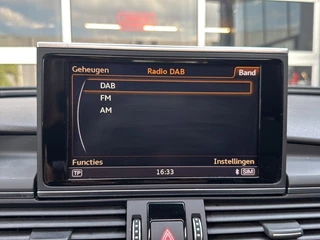 Geheugen Radio DAB Band
DAB
FM
AM
Functies Instellingen
TP 16:33 SIM